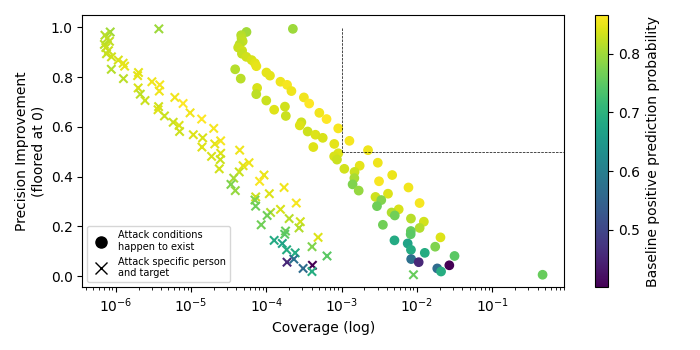 1.0
0.8
0.6
0.4
0.2
0.0
Precision Improvement
(floored at 0)
Attack conditions
happen to exist
Attack specific person
and target
10⁻⁶
10⁻⁵
10⁻⁴
10⁻³
10⁻²
10⁻¹
Coverage (log)
0.8
0.7
0.6
0.5
Baseline positive prediction probability